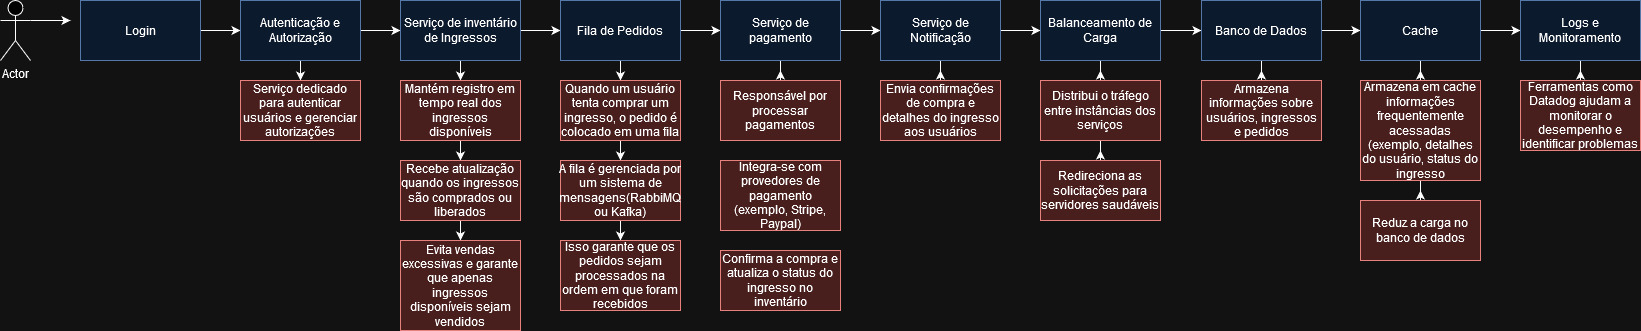 Actor
Login
Autenticação e
Autorização
Serviço de inventário
de Ingressos
Fila de Pedidos
Serviço de
pagamento
Serviço de
Notificação
Balanceamento de
Carga
Banco de Dados
Cache
Logs e
Monitoramento
Serviço dedicado
para autenticar
usuários e gerenciar
autorizações
Mantém registro em
tempo real dos
ingressos
disponíveis
Recebe atualização
quando os ingressos
são comprados ou
liberados
Evita vendas
excessivas e garante
que apenas
ingressos
disponíveis sejam
vendidos
Quando um usuário
tenta comprar um
ingresso, o pedido é
colocado em uma fila
A fila é gerenciada por
um sistema de
mensagens(RabbiMQ
ou Kafka)
Isso garante que os
pedidos sejam
processados na
ordem em que foram
recebidos
Responsável por
processar
pagamentos
Integra-se com
provedores de
pagamento
(exemplo, Stripe,
Paypal)
Confirma a compra e
atualiza o status do
ingresso no
inventário
Envia confirmações
de compra e
detalhes do ingresso
aos usuários
Distribui o tráfego
entre instâncias dos
serviços
Redireciona as
solicitações para
servidores saudáveis
Armazena
informações sobre
usuários, ingressos
e pedidos
Armazena em cache
informações
frequentemente
acessadas
(exemplo, detalhes
do usuário, status do
ingresso
Reduz a carga no
banco de dados
Ferramentas como
Datadog ajudam a
monitorar o
desempenho e
identificar problemas